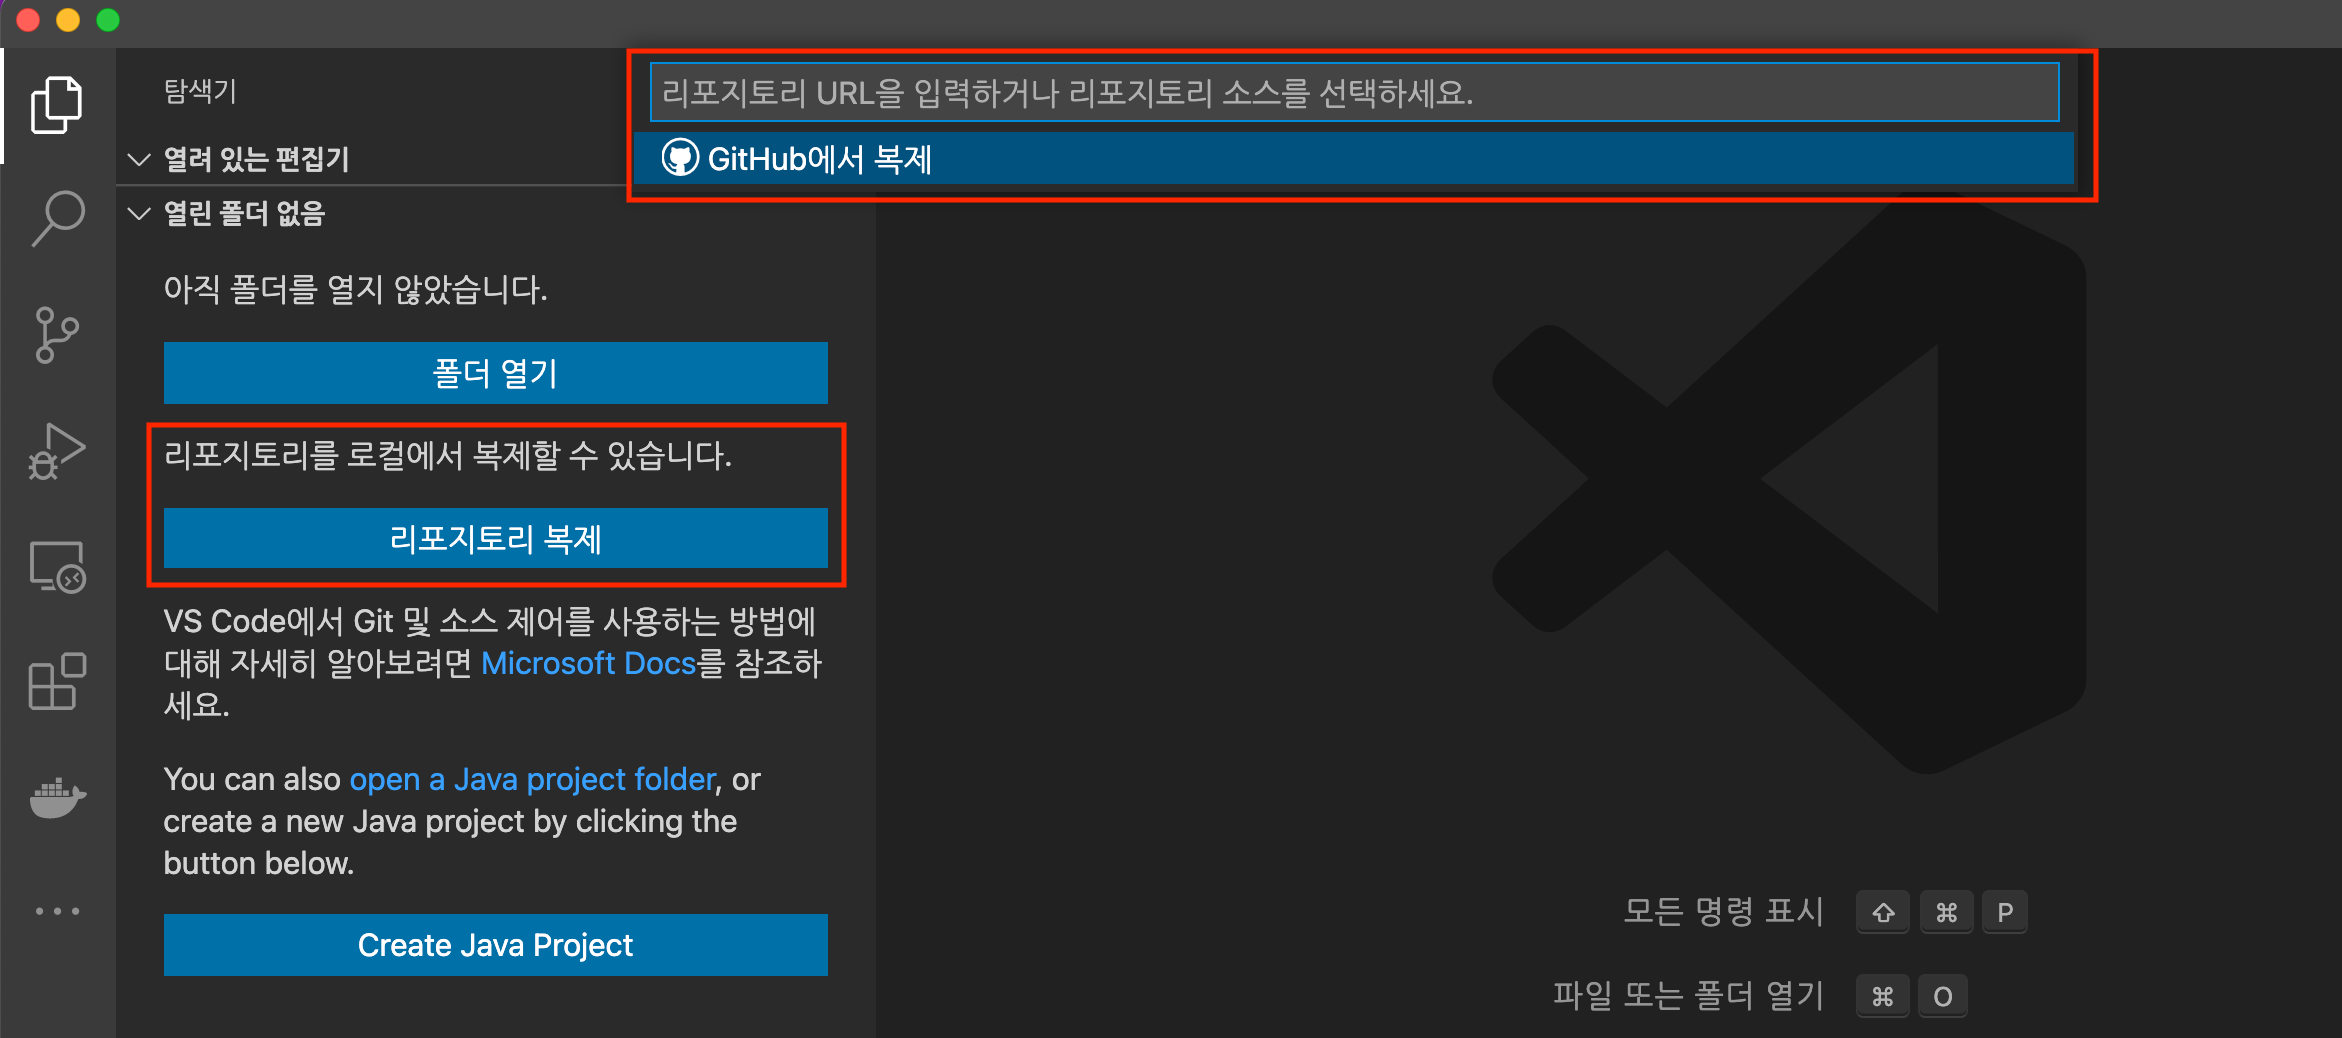 탐색기
리포지토리 URL을 입력하거나 리포지토리 소스를 선택하세요.
GitHub에서 복제
열려 있는 편집기
열린 폴더 없음
아직 폴더를 열지 않았습니다.
폴더 열기
리포지토리를 로컬에서 복제할 수 있습니다.
리포지토리 복제
VS Code에서 Git 및 소스 제어를 사용하는 방법에
대해 자세히 알아보려면 Microsoft Docs를 참조하
세요.
You can also open a Java project folder, or
create a new Java project by clicking the
button below.
Create Java Project
모든 명령 표시 ⇧ ⌘ P
파일 또는 폴더 열기 ⌘ O